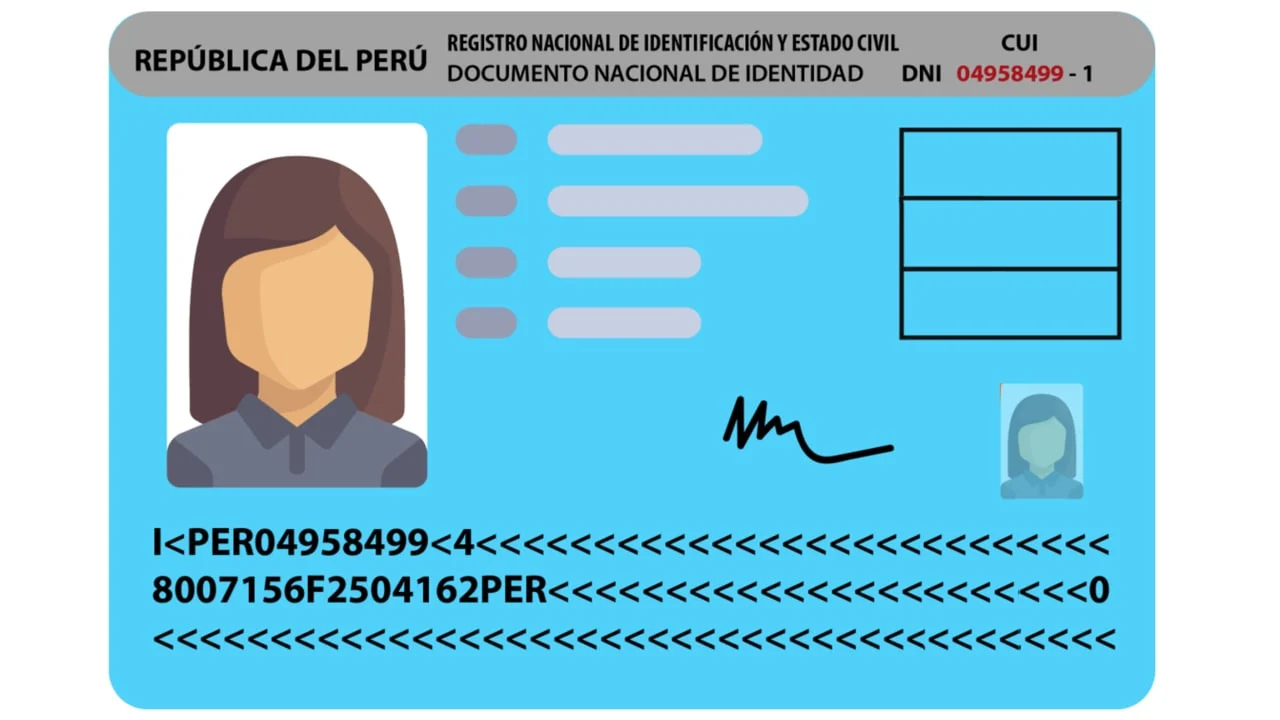 REPÚBLICA DEL PERÚ
REGISTRO NACIONAL DE IDENTIFICACIÓN Y ESTADO CIVIL
DOCUMENTO NACIONAL DE IDENTIDAD
CUI
DNI 04958499 - 1
I<PER04958499<4<<<<<<<<<<<<<<<<<<<<<<<<<<<
8007156F2504162PER<<<<<<<<<<<<<<<<<<<<<<<0
<<<<<<<<<<<<<<<<<<<<<<<<<<<<<<<<<<<<<<<<<